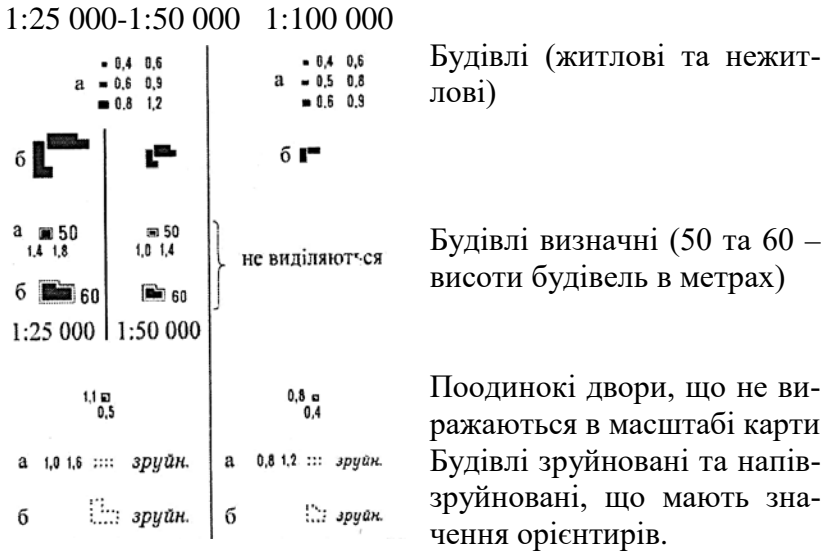 1:25 000-1:50 000 1:100 000
0,4 0,6
а 0,6 0,9
0,8 1,2
0,4 0,6
а 0,5 0,8
0,6 0,9
Будівлі (житлові та нежит-
лові)
б
б
а 50
1,4 1,8
50
1,0 1,4
б 60
60
не виділяються
Будівлі визначні (50 та 60 –
висоти будівель в метрах)
1:25 000 1:50 000
1,1
0,5
0,8
0,4
Поодинокі двори, що не ви-
ражаються в масштабі карти
а 1,0 1,6 зруйн.
а 0,8 1,2 зруйн.
б зруйн.
б зруйн.
Будівлі зруйновані та напів-
зруйновані, що мають зна-
чення орієнтирів.